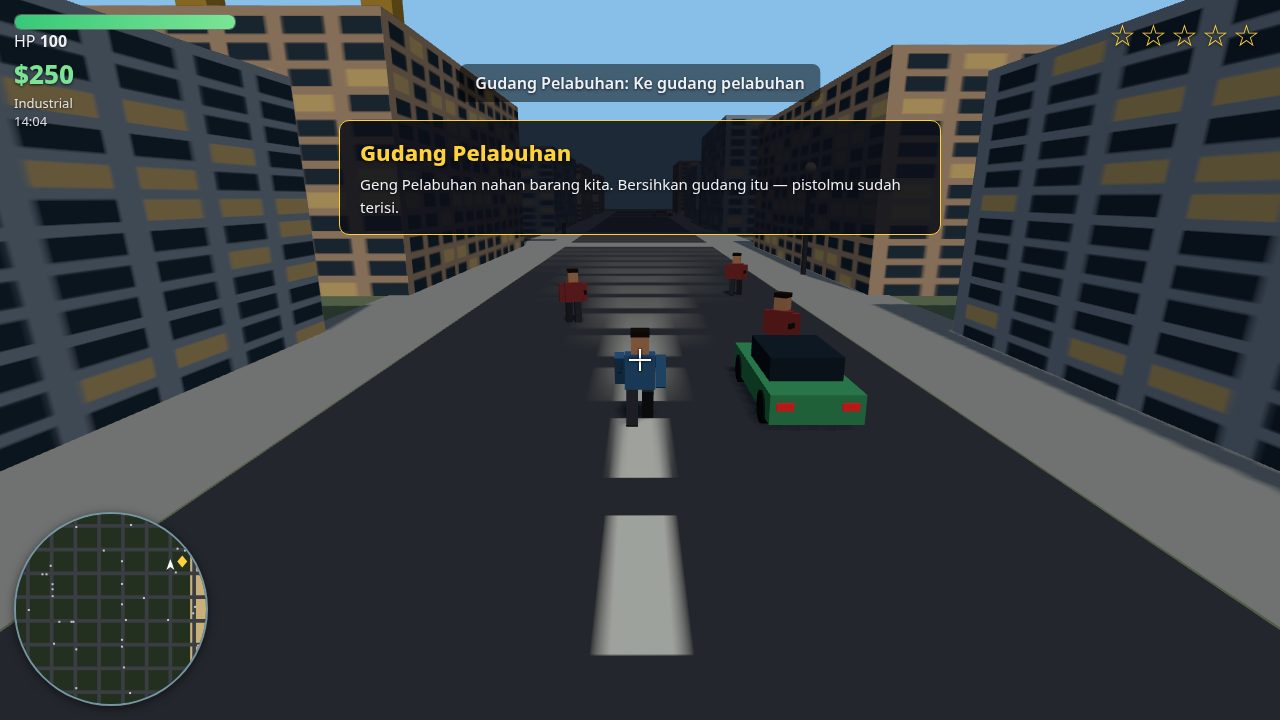 HP 100
$250
Industrial
14:04
Gudang Pelabuhan: Ke gudang pelabuhan
Gudang Pelabuhan
Geng Pelabuhan nahan barang kita. Bersihkan gudang itu — pistolmu sudah
terisi.